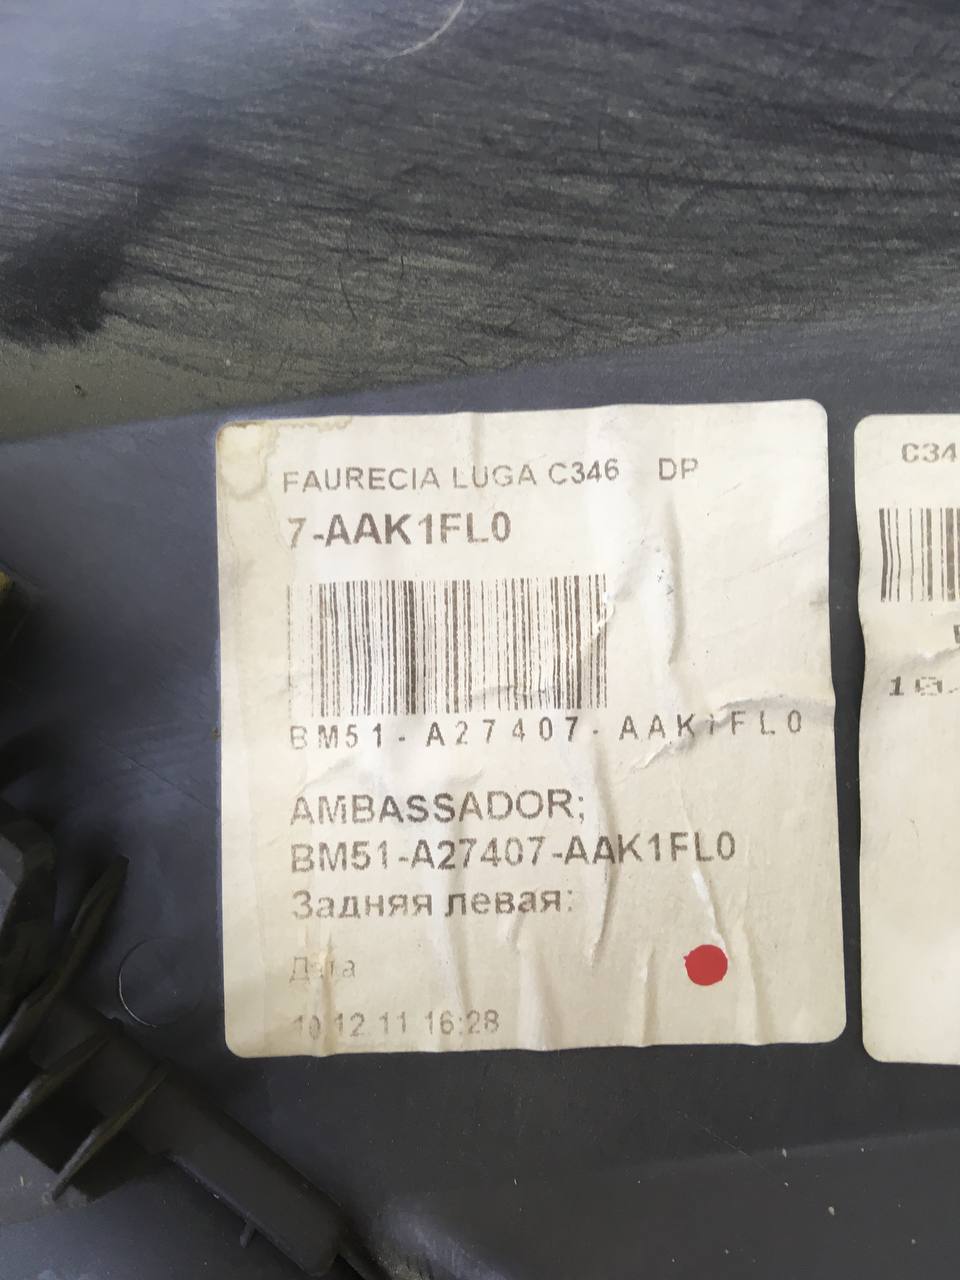 FAURECIA LUGA C346 DP
7-AAK1FL0
BM51-A27407-AAK1FL0
AMBASSADOR;
BM51-A27407-AAK1FL0
Задняя левая:
Дата
10.12.11 16:28
C34
10.